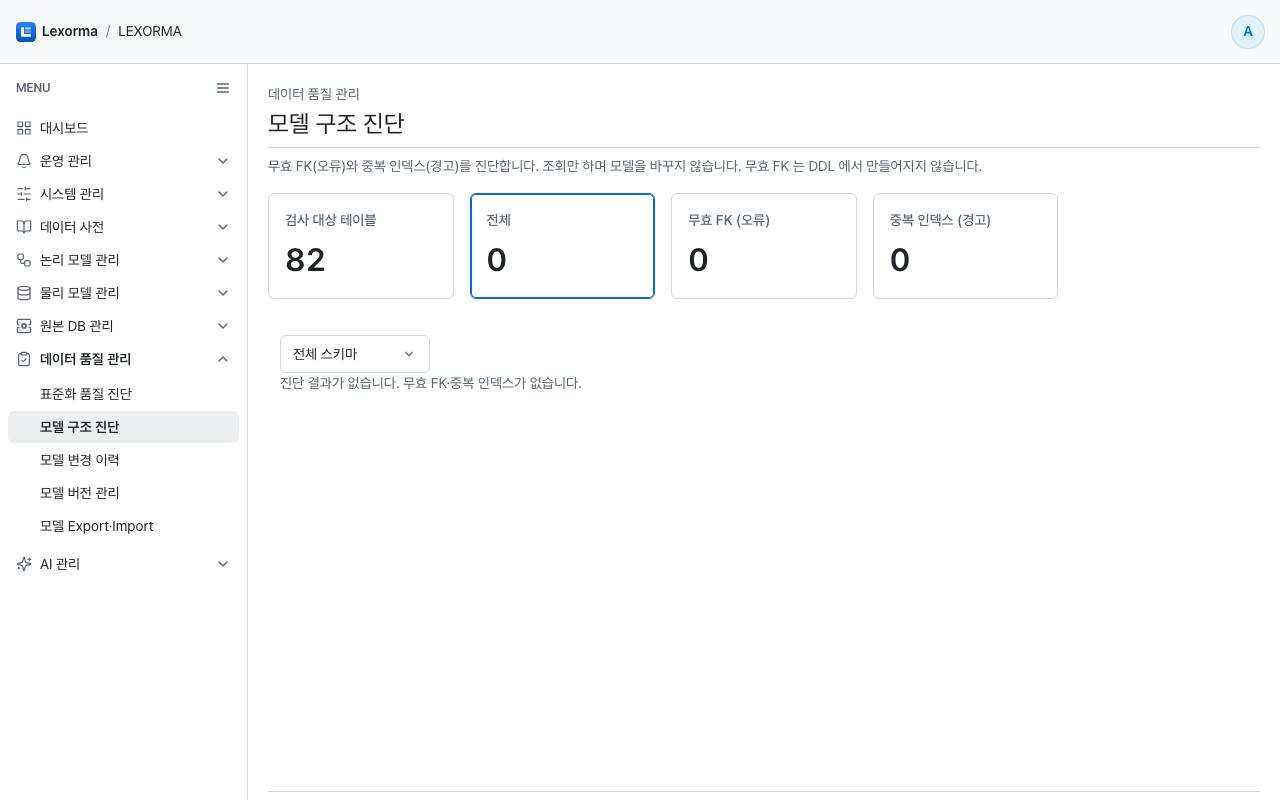 Lexorma / LEXORMA
A
MENU
대시보드
운영 관리
시스템 관리
데이터 사전
논리 모델 관리
물리 모델 관리
원본 DB 관리
데이터 품질 관리
표준화 품질 진단
모델 구조 진단
모델 변경 이력
모델 버전 관리
모델 Export·Import
AI 관리
데이터 품질 관리
모델 구조 진단
무효 FK(오류)와 중복 인덱스(경고)를 진단합니다. 조회만 하며 모델을 바꾸지 않습니다. 무효 FK 는 DDL 에서 만들어지지 않습니다.
검사 대상 테이블
82
전체
0
무효 FK (오류)
0
중복 인덱스 (경고)
0
전체 스키마
진단 결과가 없습니다. 무효 FK·중복 인덱스가 없습니다.